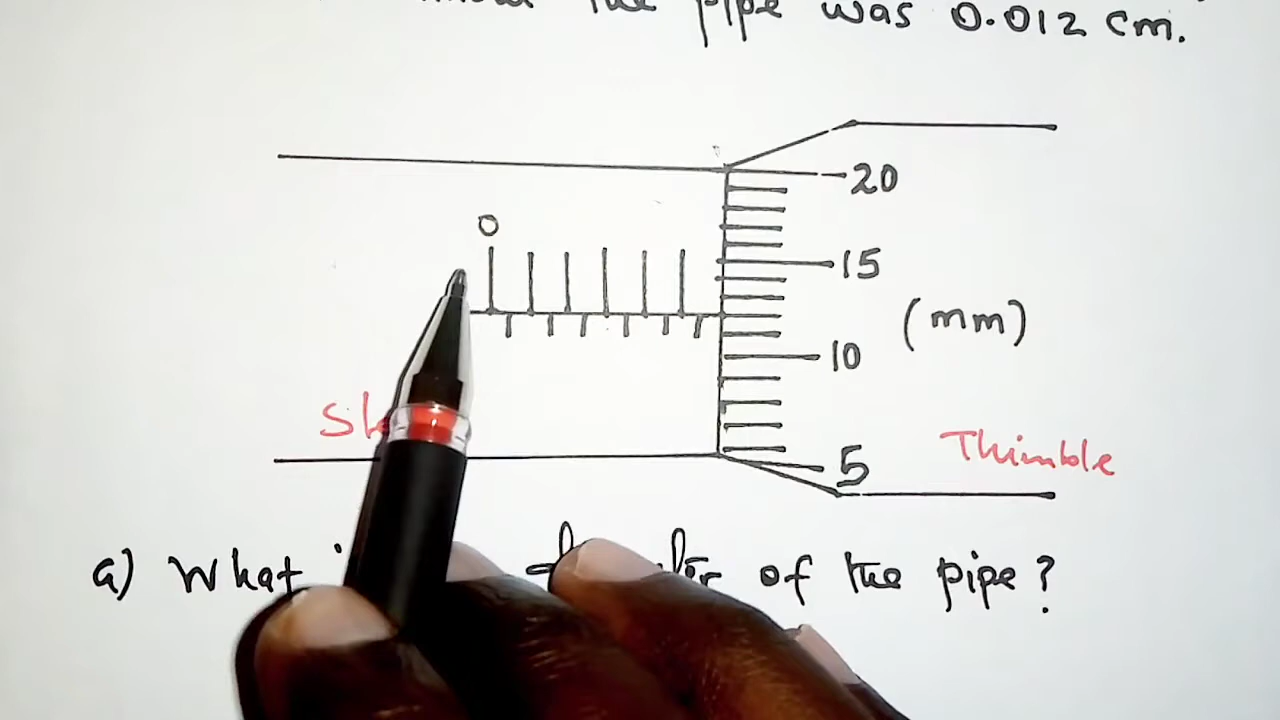 the pipe was 0.012 cm.
20
0
15
(mm)
10
Thimble
5
a) What of the pipe?